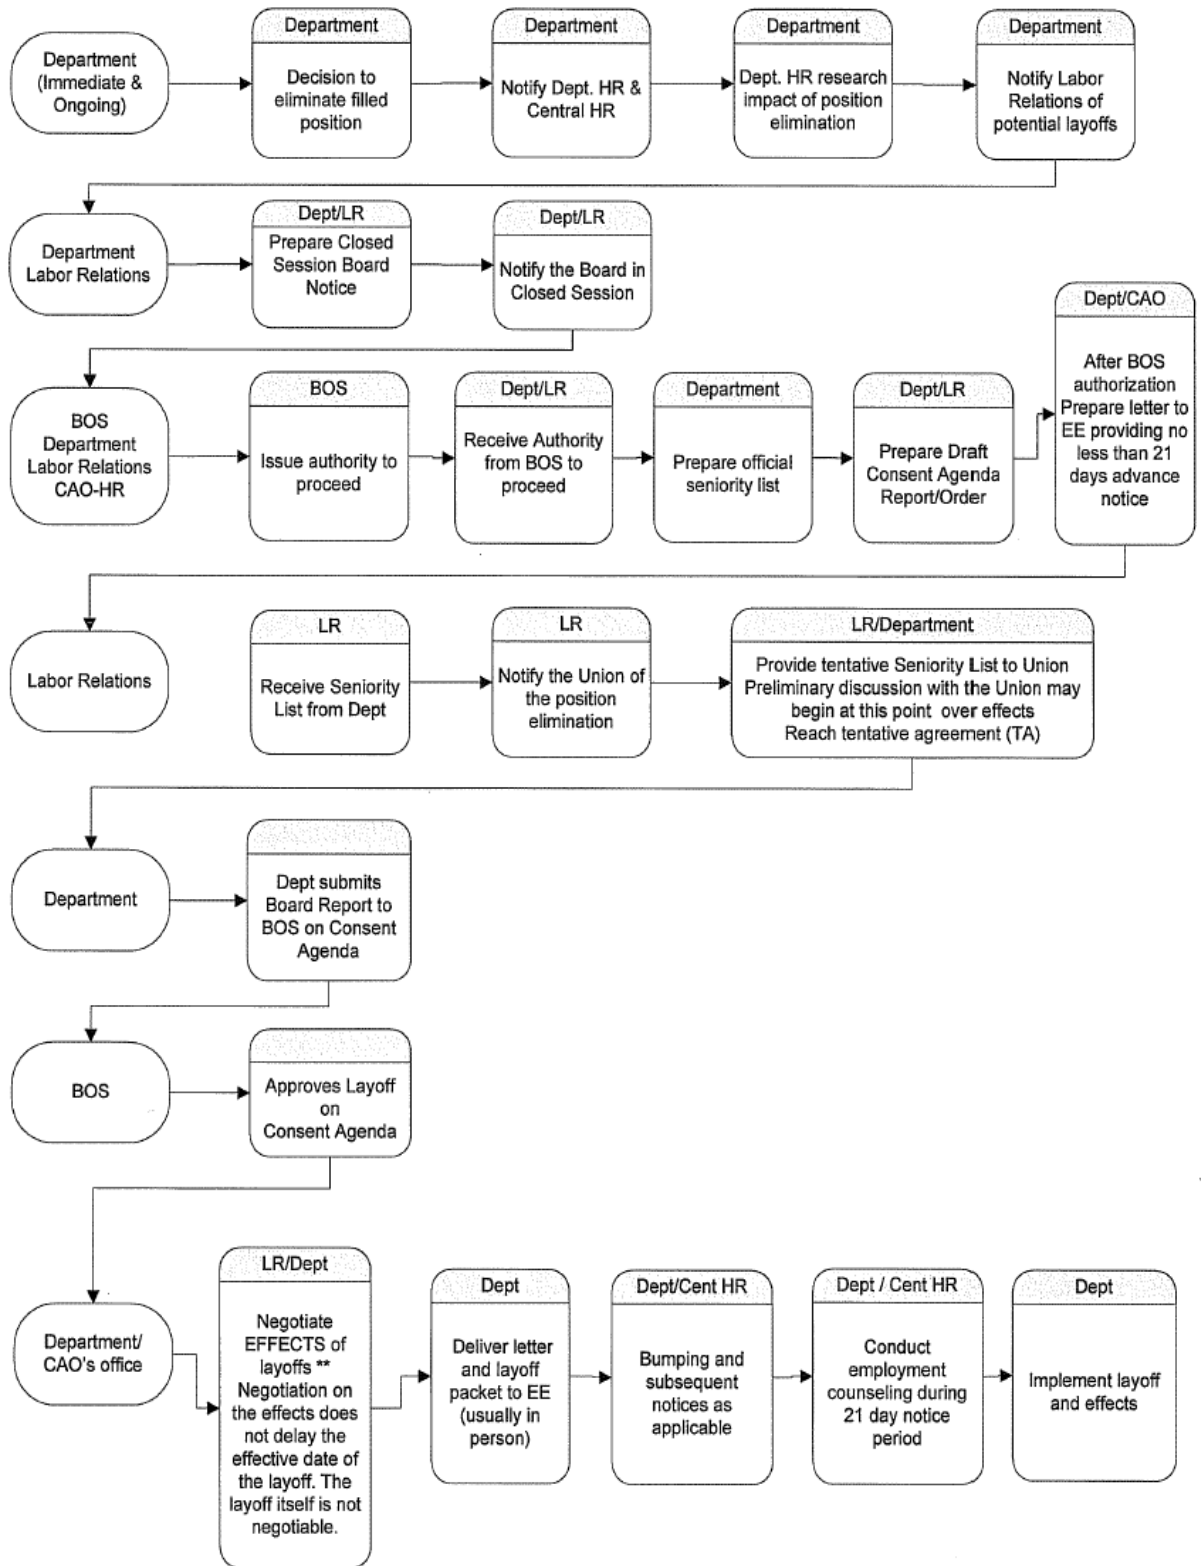 Department
(Immediate &
Ongoing)
Department
Decision to
eliminate filled
position
Department
Notify Dept. HR &
Central HR
Department
Dept. HR research
impact of position
elimination
Department
Notify Labor
Relations of
potential layoffs
Department
Labor Relations
Dept/LR
Prepare Closed
Session Board
Notice
Dept/LR
Notify the Board in
Closed Session
BOS
Department
Labor Relations
CAO-HR
BOS
Issue authority to
proceed
Dept/LR
Receive Authority
from BOS to
proceed
Department
Prepare official
seniority list
Dept/LR
Prepare Draft
Consent Agenda
Report/Order
Dept/CAO
After BOS
authorization
Prepare letter to
EE providing no
less than 21
days advance
notice
Labor Relations
LR
Receive Seniority
List from Dept
LR
Notify the Union of
the position
elimination
LR/Department
Provide tentative Seniority List to Union
Preliminary discussion with the Union may
begin at this point over effects
Reach tentative agreement (TA)
Department
Dept submits
Board Report to
BOS on Consent
Agenda
BOS
Approves Layoff
on
Consent Agenda
Department/
CAO's office
LR/Dept
Negotiate
EFFECTS of
layoffs **
Negotiation on
the effects does
not delay the
effective date of
the layoff. The
layoff itself is not
negotiable.
Dept
Deliver letter
and layoff
packet to EE
(usually in
person)
Dept/Cent HR
Bumping and
subsequent
notices as
applicable
Dept / Cent HR
Conduct
employment
counseling during
21 day notice
period
Dept
Implement layoff
and effects